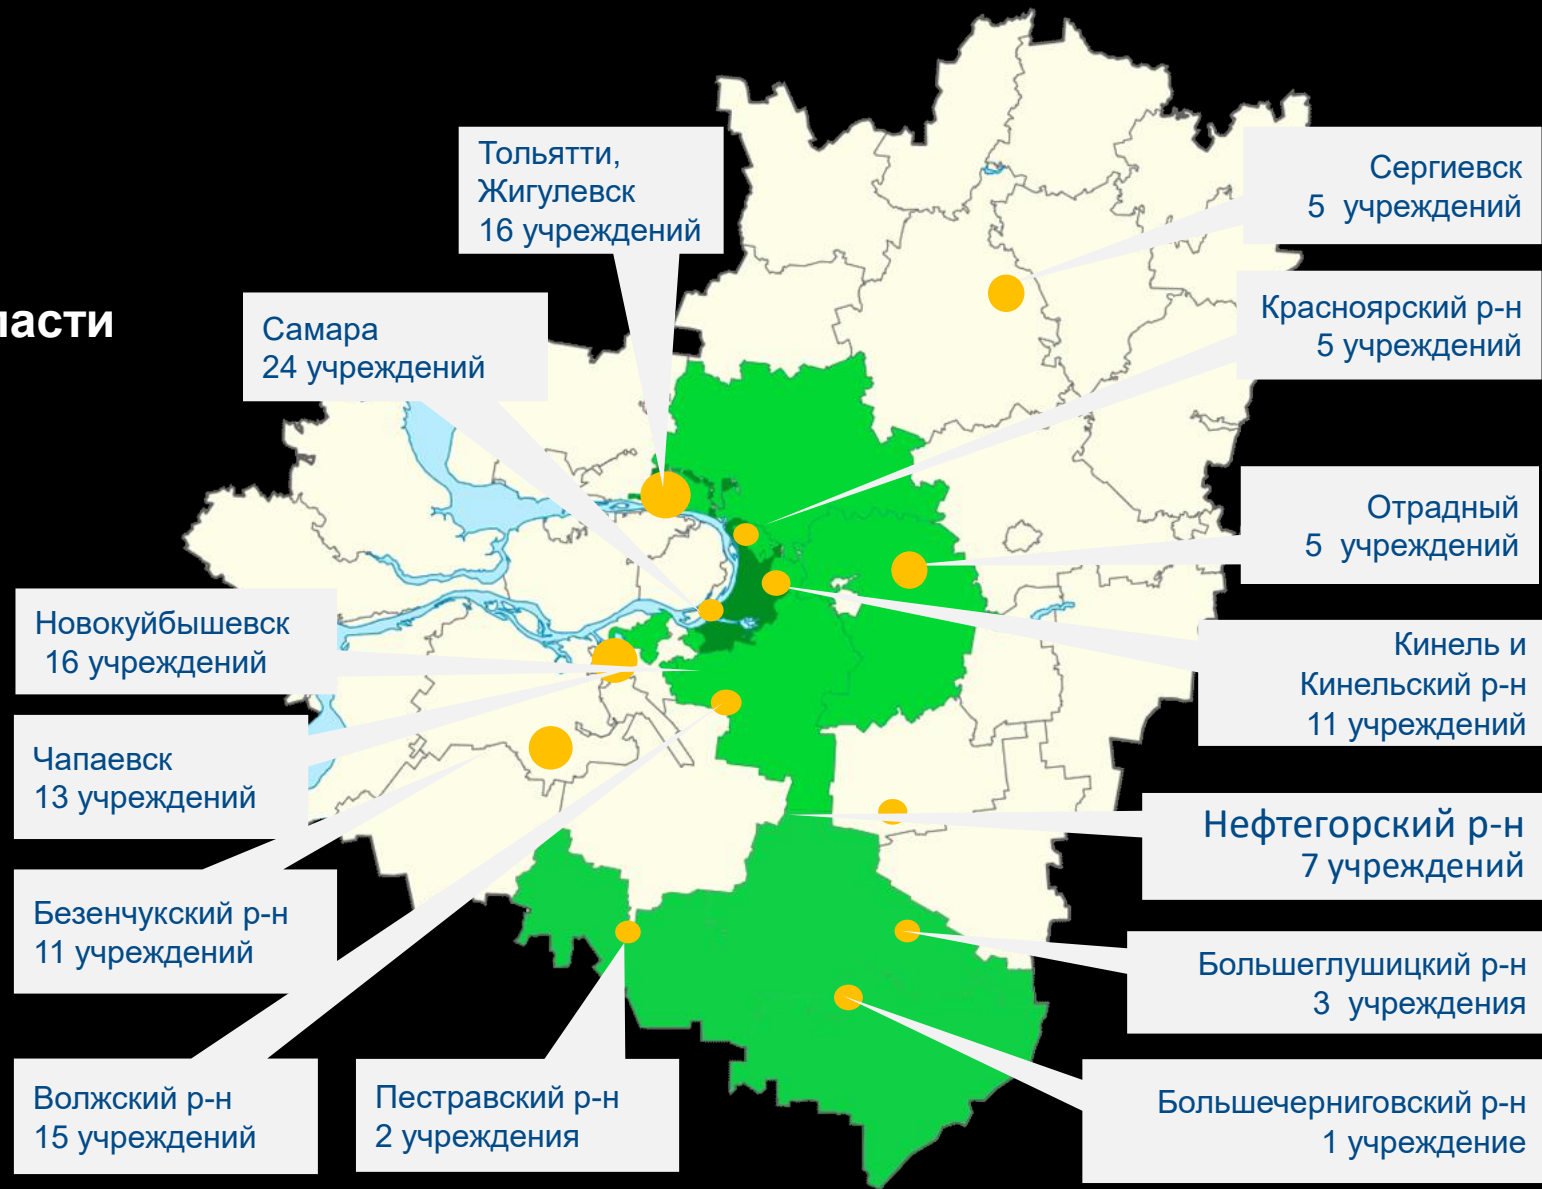 Тольятти,
Жигулевск
16 учреждений
Сергиевск
5 учреждений
Красноярский р-н
5 учреждений
ласти
Самара
24 учреждений
Отрадный
5 учреждений
Новокуйбышевск
16 учреждений
Кинель и
Кинельский р-н
11 учреждений
Чапаевск
13 учреждений
Нефтегорский р-н
7 учреждений
Безенчукский р-н
11 учреждений
Большеглушицкий р-н
3 учреждения
Волжский р-н
15 учреждений
Пестравский р-н
2 учреждения
Большечерниговский р-н
1 учреждение